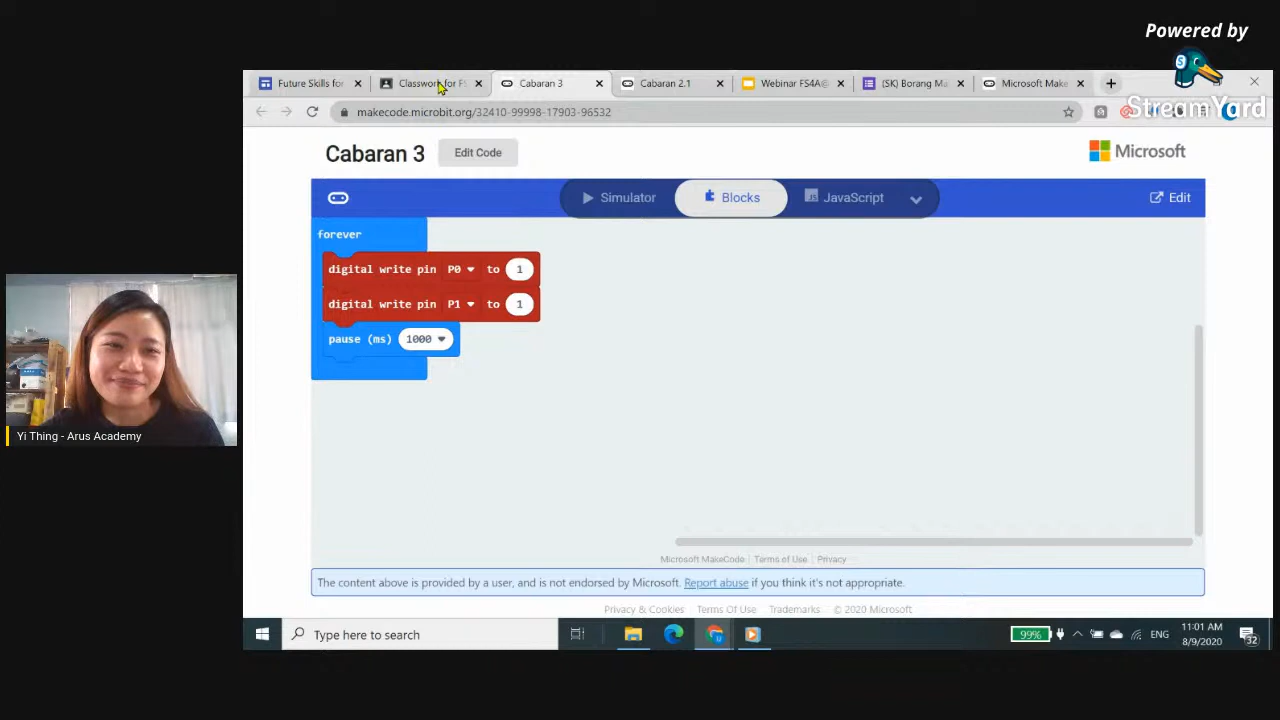 Powered by
StreamYard
Future Skills for
Classwork for FS
Cabaran 3
Cabaran 2.1
Webinar FS4A@
(SK) Borang Ma
Microsoft Make
makecode.microbit.org/32410-99998-17903-96532
Cabaran 3
Edit Code
Microsoft
Simulator
Blocks
JavaScript
Edit
forever
digital write pin P0 to 1
digital write pin P1 to 1
pause (ms) 1000
Yi Thing - Arus Academy
Microsoft MakeCode
Terms of Use
Privacy
The content above is provided by a user, and is not endorsed by Microsoft. Report abuse if you think it's not appropriate.
Privacy & Cookies
Terms Of Use
Trademarks
© 2020 Microsoft
Type here to search
99%
ENG
11:01 AM
8/9/2020
32